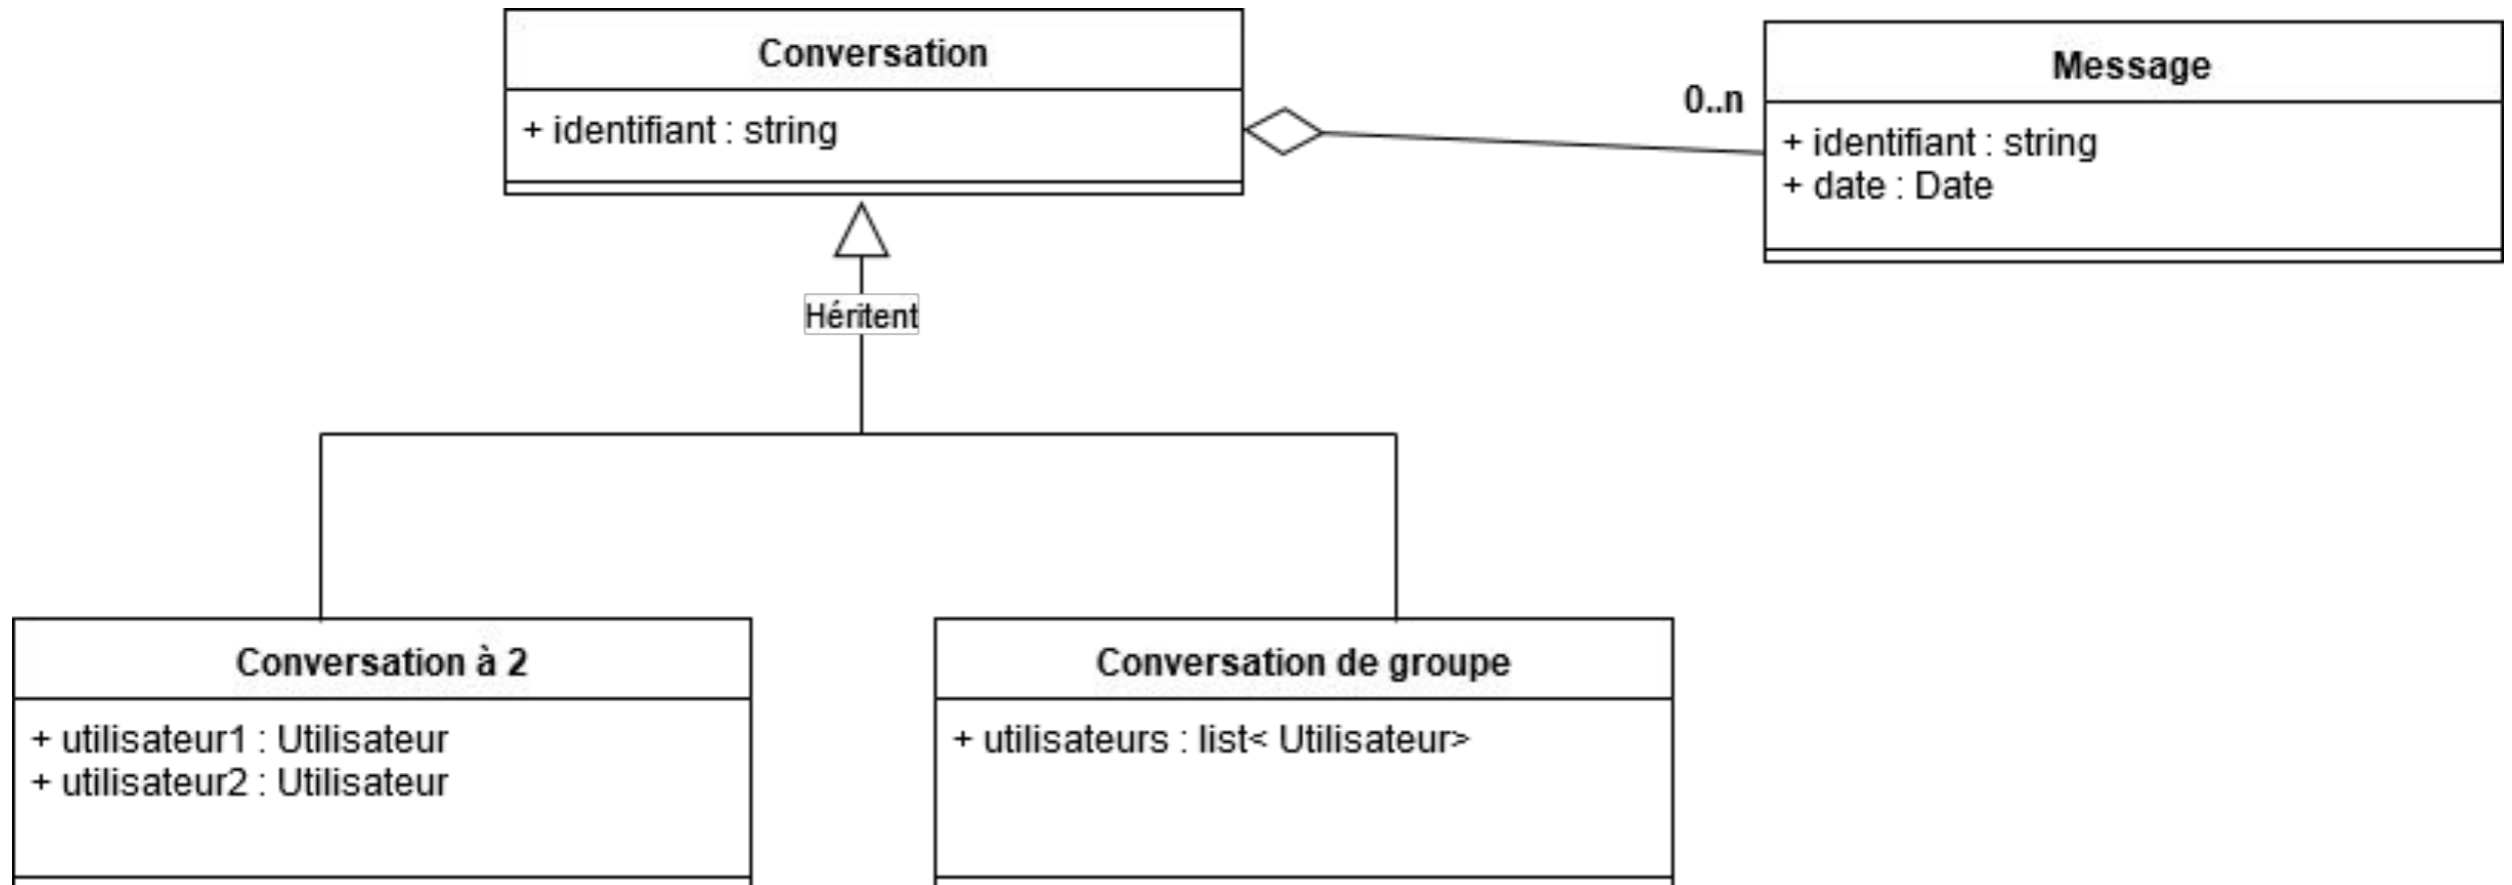 Conversation
+ identifiant : string
0..n
Message
+ identifiant : string
+ date : Date
Héritent
Conversation à 2
+ utilisateur1 : Utilisateur
+ utilisateur2 : Utilisateur
Conversation de groupe
+ utilisateurs : list< Utilisateur>